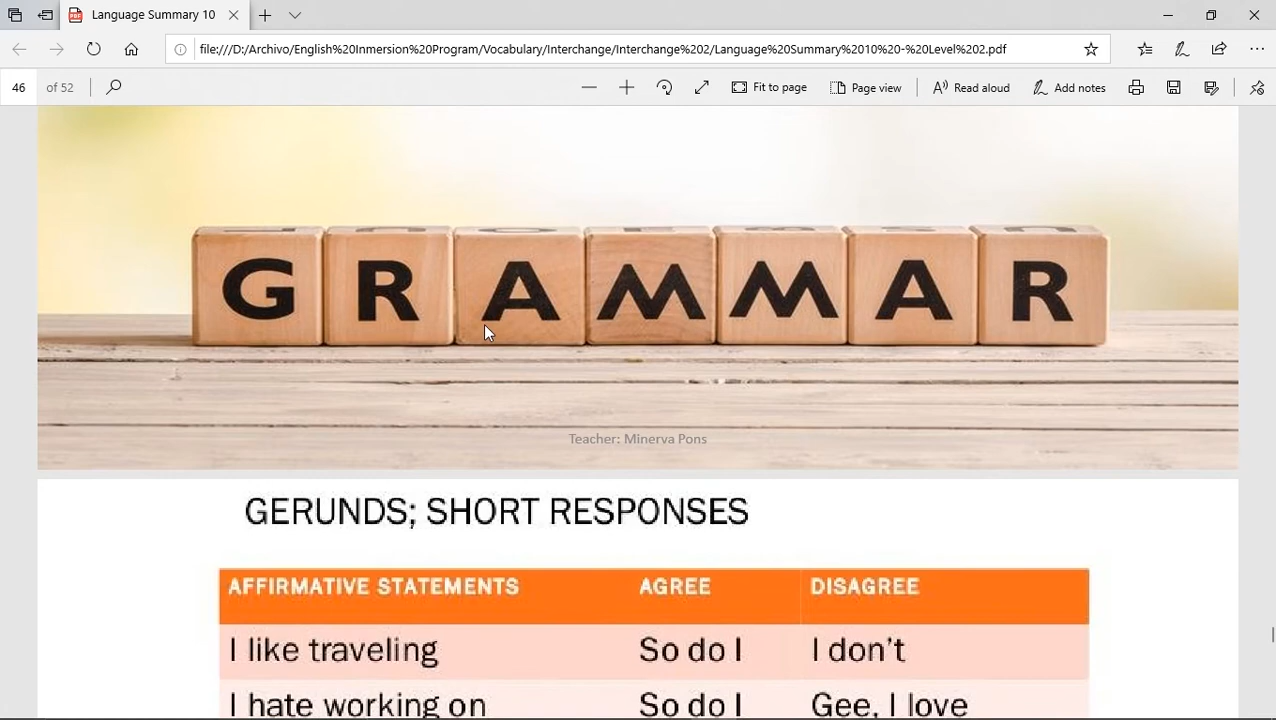 Language Summary 10
file:///D:/Archivo/English%20Inmersion%20Program/Vocabulary/Interchange/Interchange%202/Language%20Summary%2010%20-%20Level%202.pdf
46 of 52 Fit to page Page view Read aloud Add notes
GRAMMAR
Teacher: Minerva Pons
GERUNDS; SHORT RESPONSES
AFFIRMATIVE STATEMENTS AGREE DISAGREE
I like traveling So do I I don't
I hate working on So do I Gee, I love